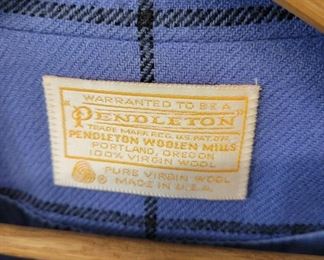 WARRANTED TO BE A
"PENDLETON"
TRADE MARK REG. U.S. PAT. OFF.
PENDLETON WOOLEN MILLS
PORTLAND, OREGON
100% VIRGIN WOOL
PURE VIRGIN WOOL
MADE IN U.S.A.